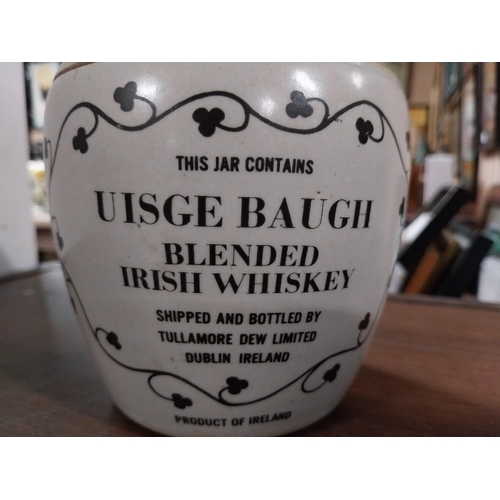 THIS JAR CONTAINS
UISGE BAUGH
BLENDED
IRISH WHISKEY
SHIPPED AND BOTTLED BY
TULLAMORE DEW LIMITED
DUBLIN IRELAND
PRODUCT OF IRELAND